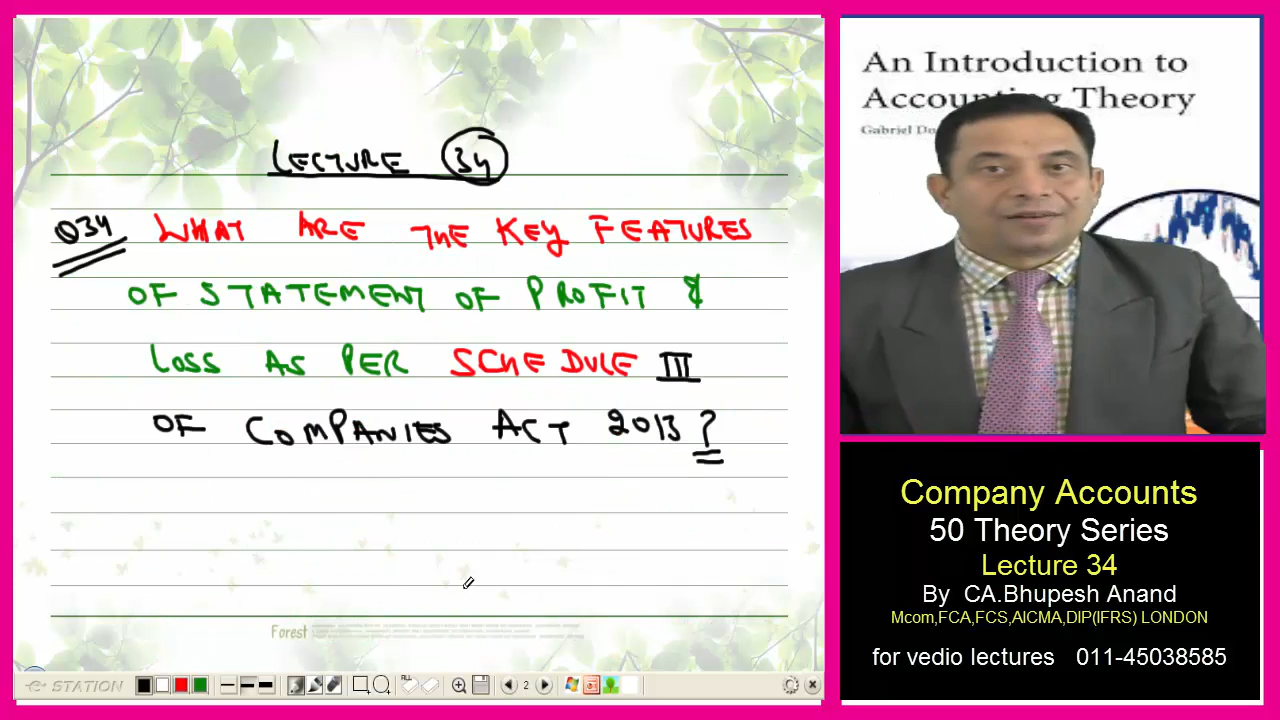 LECTURE 34
Q34 WHAT ARE THE KEY FEATURES
OF STATEMENT OF PROFIT &
LOSS AS PER SCHEDULE III
OF COMPANIES ACT 2013?
Forest
e-STATION
2
An Introduction to
Accounting Theory
Gabriel Do
Company Accounts
50 Theory Series
Lecture 34
By CA.Bhupesh Anand
Mcom,FCA,FCS,AICMA,DIP(IFRS) LONDON
for vedio lectures 011-45038585